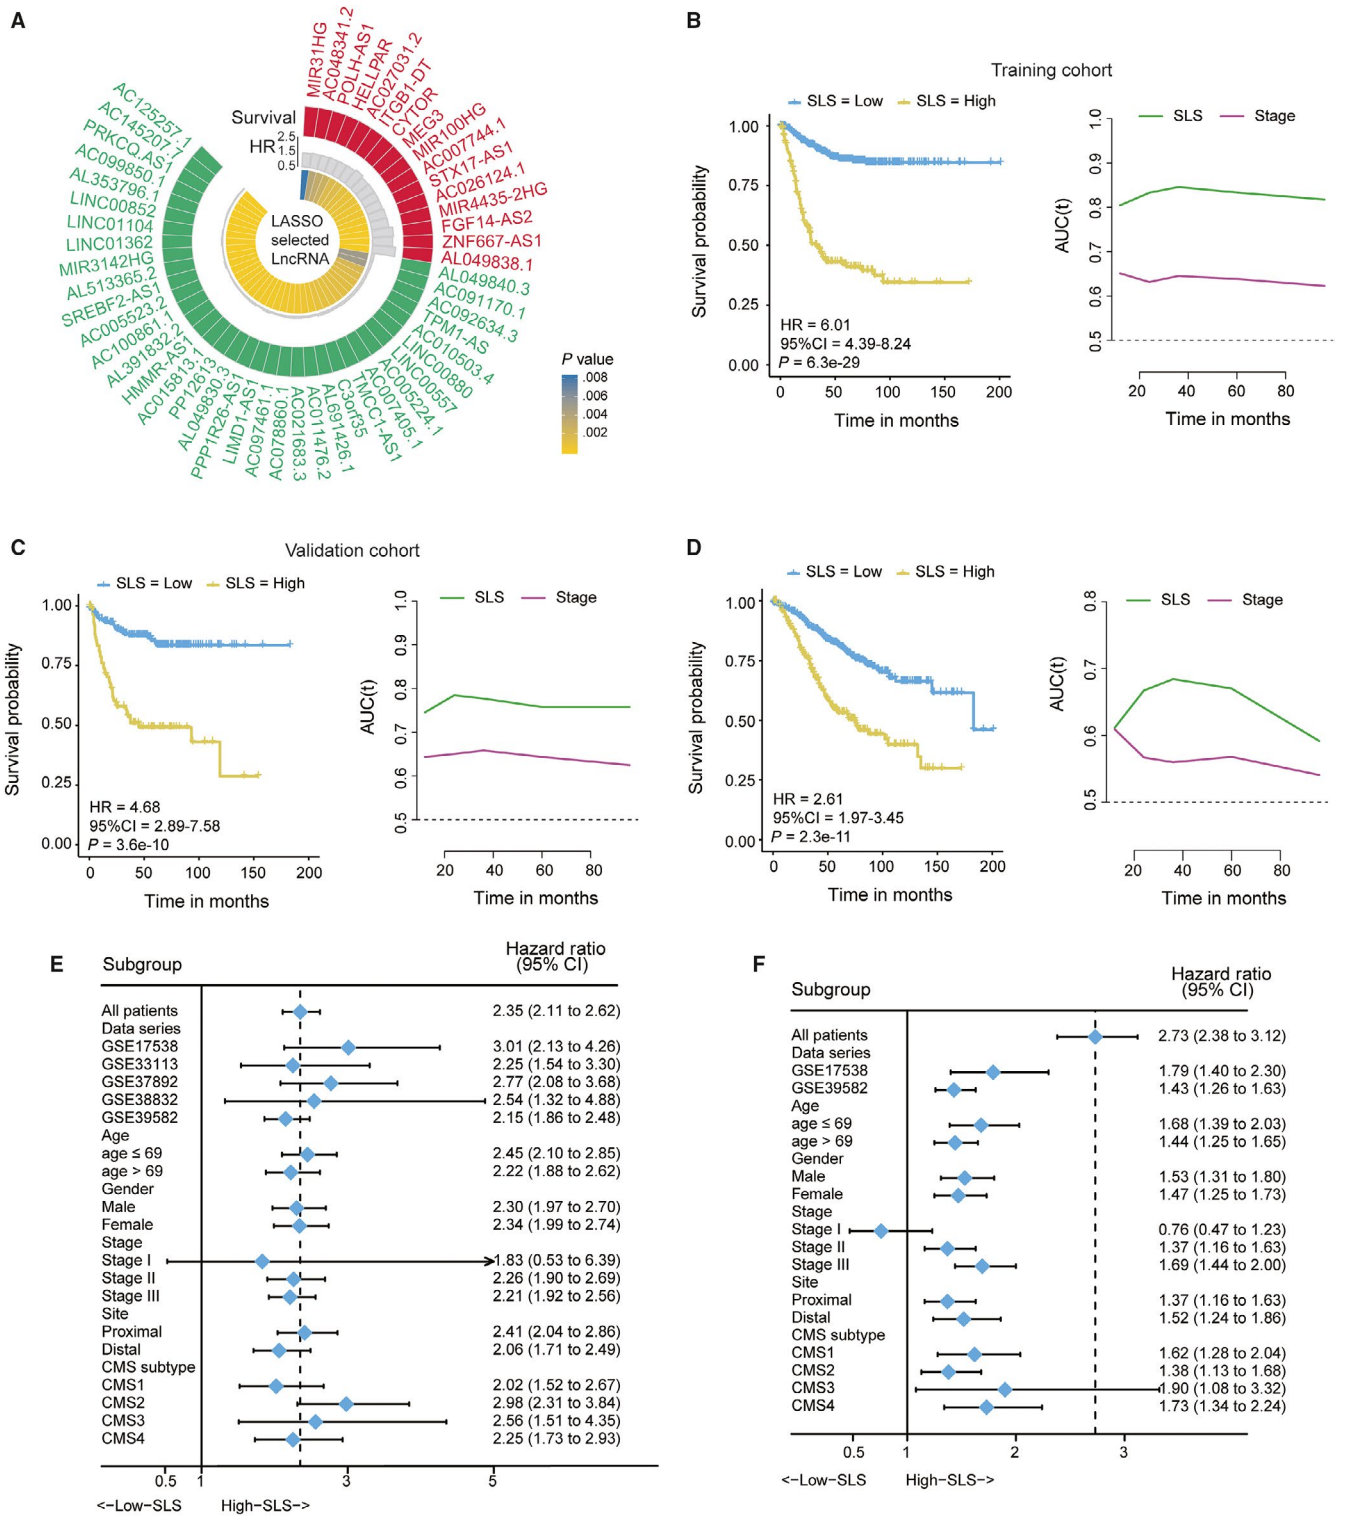 A
MIR31HG
AC048341.2
POLH-AS1
HELLPAR
AC027031.2
ITGB1-DT
CYTOR
MEG3
MIR100HG
AC007744.1
STX17-AS1
AC026124.1
MIR4435-2HG
FGF14-AS2
ZNF667-AS1
AL049838.1
AL049840.3
AC091170.1
AC092634.3
TPM1-AS
AC010503.4
LINC00880
LINC00557
AC005224.1
AC007405.1
TMCC1-AS1
C3orf35
AL691426.1
AC011476.2
AC021683.3
AC078860.1
AC097461.1
LIMD1-AS1
PPP1R26-AS1
AL049830.3
PP12613
AC015813.1
HMMR-AS1
AL391832.2
AC100861.1
AC005523.2
SREBF2-AS1
AL513365.2
MIR3142HG
LINC01362
LINC01104
LINC00852
AL353796.1
AC099850.1
PRKCQ.AS1
AC145207.7
AC125257.1
Survival
HR
2.5
1.5
0.5
LASSO
selected
LncRNA
P value
.008
.006
.004
.002
B
Training cohort
SLS = Low SLS = High
Survival probability
1.00
0.75
0.50
0.25
0.00
HR = 6.01
95%CI = 4.39-8.24
P = 6.3e-29
0 50 100 150 200
Time in months
SLS Stage
AUC(t)
1.0
0.9
0.8
0.7
0.6
0.5
20 40 60 80
Time in months
C
Validation cohort
SLS = Low SLS = High
Survival probability
1.00
0.75
0.50
0.25
0.00
HR = 4.68
95%CI = 2.89-7.58
P = 3.6e-10
0 50 100 150 200
Time in months
SLS Stage
AUC(t)
1.0
0.9
0.8
0.7
0.6
0.5
20 40 60 80
Time in months
D
SLS = Low SLS = High
Survival probability
1.00
0.75
0.50
0.25
0.00
HR = 2.61
95%CI = 1.97-3.45
P = 2.3e-11
0 50 100 150 200
Time in months
SLS Stage
AUC(t)
0.8
0.7
0.6
0.5
20 40 60 80
Time in months
E
Subgroup Hazard ratio
(95% CI)
All patients 2.35 (2.11 to 2.62)
Data series
GSE17538 3.01 (2.13 to 4.26)
GSE33113 2.25 (1.54 to 3.30)
GSE37892 2.77 (2.08 to 3.68)
GSE38832 2.54 (1.32 to 4.88)
GSE39582 2.15 (1.86 to 2.48)
Age
age ≤ 69 2.45 (2.10 to 2.85)
age > 69 2.22 (1.88 to 2.62)
Gender
Male 2.30 (1.97 to 2.70)
Female 2.34 (1.99 to 2.74)
Stage
Stage I 1.83 (0.53 to 6.39)
Stage II 2.26 (1.90 to 2.69)
Stage III 2.21 (1.92 to 2.56)
Site
Proximal 2.41 (2.04 to 2.86)
Distal 2.06 (1.71 to 2.49)
CMS subtype
CMS1 2.02 (1.52 to 2.67)
CMS2 2.98 (2.31 to 3.84)
CMS3 2.56 (1.51 to 4.35)
CMS4 2.25 (1.73 to 2.93)
0.5 1 3 5
<-Low-SLS High-SLS->
F
Subgroup Hazard ratio
(95% CI)
All patients 2.73 (2.38 to 3.12)
Data series
GSE17538 1.79 (1.40 to 2.30)
GSE39582 1.43 (1.26 to 1.63)
Age
age ≤ 69 1.68 (1.39 to 2.03)
age > 69 1.44 (1.25 to 1.65)
Gender
Male 1.53 (1.31 to 1.80)
Female 1.47 (1.25 to 1.73)
Stage
Stage I 0.76 (0.47 to 1.23)
Stage II 1.37 (1.16 to 1.63)
Stage III 1.69 (1.44 to 2.00)
Site
Proximal 1.37 (1.16 to 1.63)
Distal 1.52 (1.24 to 1.86)
CMS subtype
CMS1 1.62 (1.28 to 2.04)
CMS2 1.38 (1.13 to 1.68)
CMS3 1.90 (1.08 to 3.32)
CMS4 1.73 (1.34 to 2.24)
0.5 1 2 3
<-Low-SLS High-SLS->